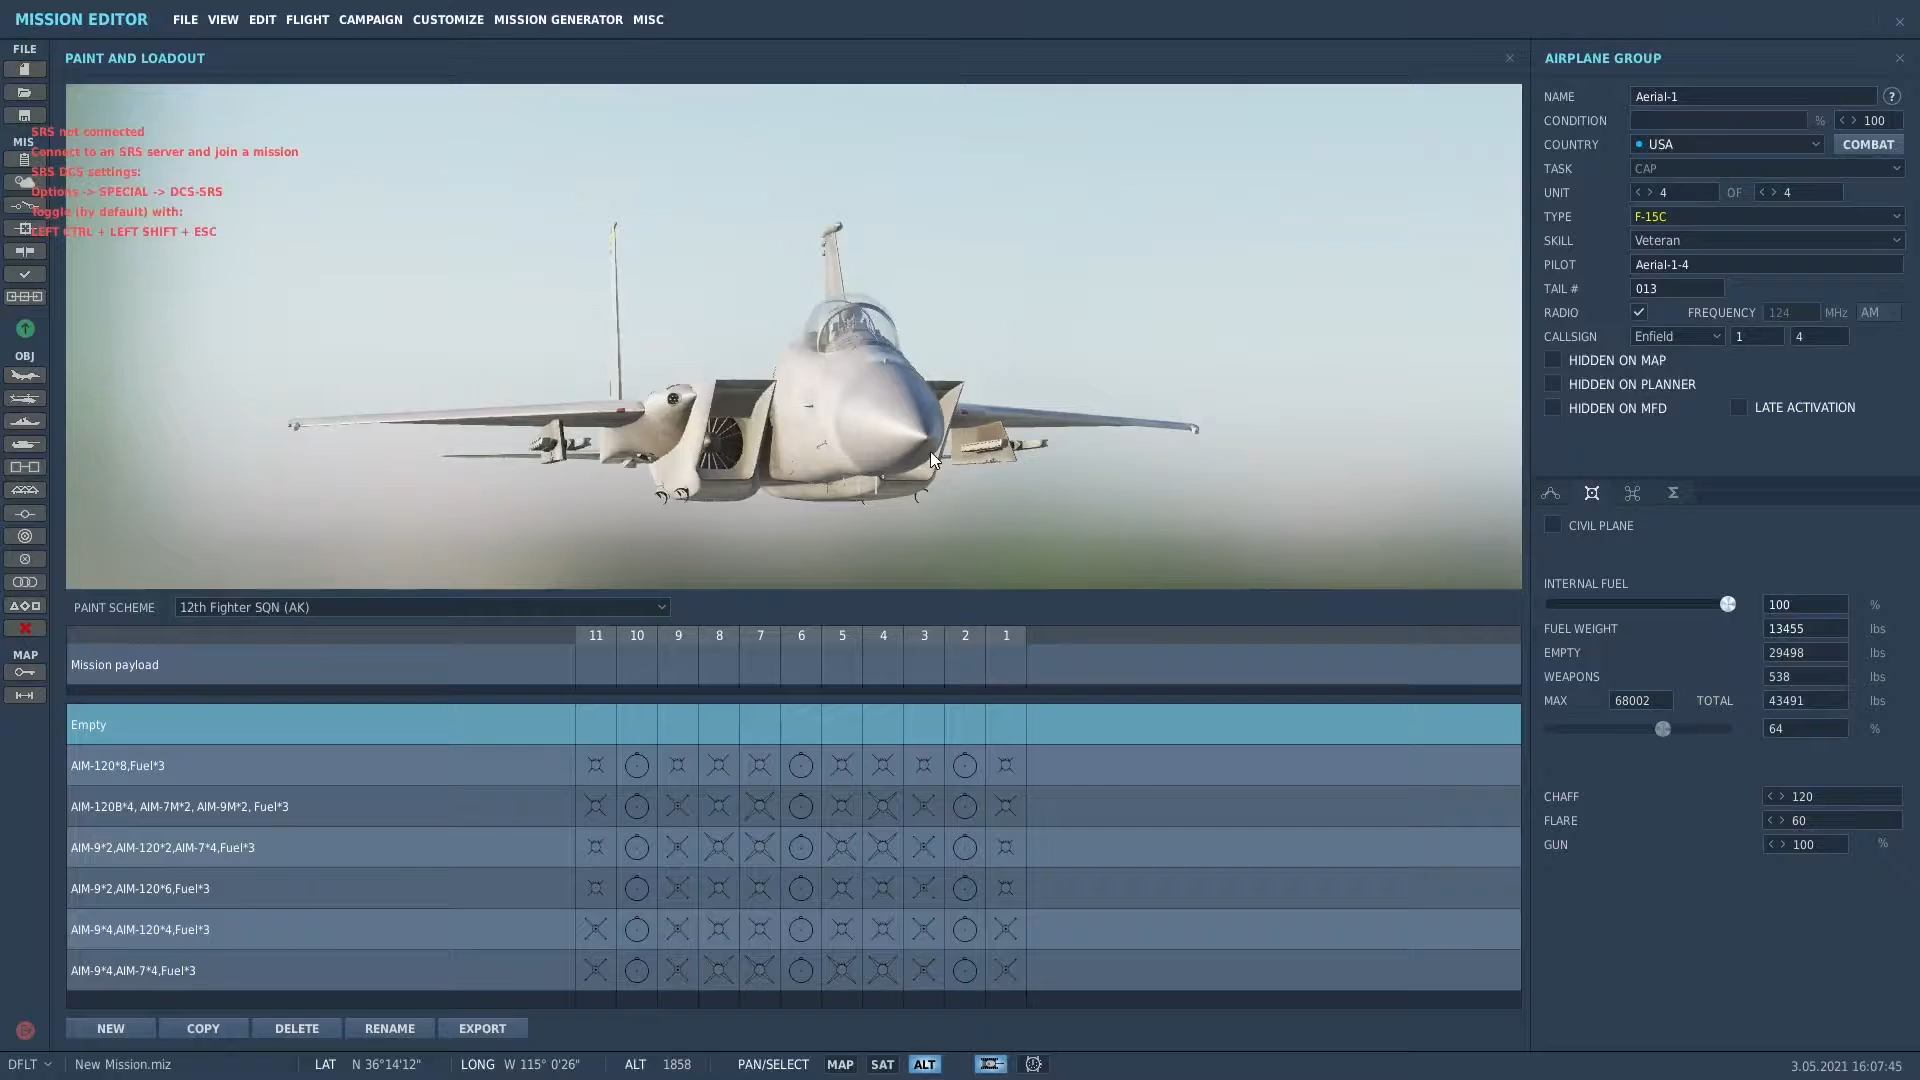 MISSION EDITOR FILE VIEW EDIT FLIGHT CAMPAIGN CUSTOMIZE MISSION GENERATOR MISC
FILE
MIS
OBJ
MAP
PAINT AND LOADOUT
SRS not connected
Connect to an SRS server and join a mission
SRS DCS settings:
Options -> SPECIAL -> DCS-SRS
Toggle (by default) with:
LEFT CTRL + LEFT SHIFT + ESC
PAINT SCHEME 12th Fighter SQN (AK)
11 10 9 8 7 6 5 4 3 2 1
Mission payload
Empty
AIM-120*8,Fuel*3
AIM-120B*4, AIM-7M*2, AIM-9M*2, Fuel*3
AIM-9*2,AIM-120*2,AIM-7*4,Fuel*3
AIM-9*2,AIM-120*6,Fuel*3
AIM-9*4,AIM-120*4,Fuel*3
AIM-9*4,AIM-7*4,Fuel*3
NEW COPY DELETE RENAME EXPORT
AIRPLANE GROUP
NAME Aerial-1 ?
CONDITION % < > 100
COUNTRY USA COMBAT
TASK CAP
UNIT < > 4 OF < > 4
TYPE F-15C
SKILL Veteran
PILOT Aerial-1-4
TAIL # 013
RADIO FREQUENCY 124 MHz AM
CALLSIGN Enfield 1 4
HIDDEN ON MAP
HIDDEN ON PLANNER
HIDDEN ON MFD LATE ACTIVATION
Σ
CIVIL PLANE
INTERNAL FUEL
100 %
FUEL WEIGHT 13455 lbs
EMPTY 29498 lbs
WEAPONS 538 lbs
MAX 68002 TOTAL 43491 lbs
64 %
CHAFF < > 120
FLARE < > 60
GUN < > 100 %
DFLT New Mission.miz LAT N 36°14'12" LONG W 115° 0'26" ALT 1858 PAN/SELECT MAP SAT ALT 3.05.2021 16:07:45